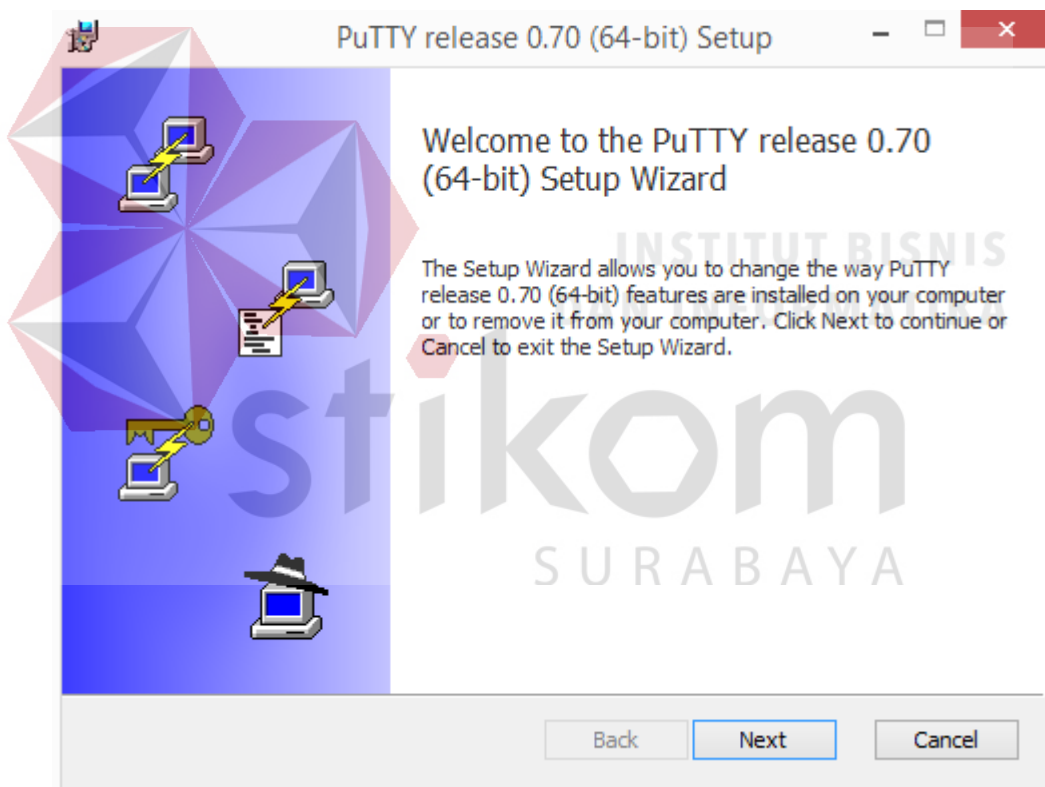 PuTTY release 0.70 (64-bit) Setup
Welcome to the PuTTY release 0.70
(64-bit) Setup Wizard
INSTITUT BISNIS
The Setup Wizard allows you to change the way PuTTY
release 0.70 (64-bit) features are installed on your computer
DAN INFORMATIKA
or to remove it from your computer. Click Next to continue or
Cancel to exit the Setup Wizard.
stikom
SURABAYA
Back
Next
Cancel